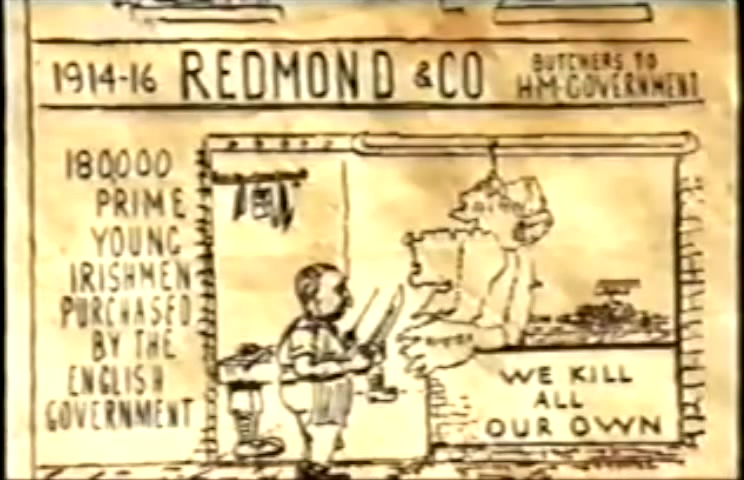 1914-16 REDMOND & CO BUTCHERS TO
H·M·GOVERNMENT
180000
PRIME
YOUNG
IRISHMEN
PURCHASED
BY THE
ENGLISH
GOVERNMENT
WE KILL
ALL
OUR OWN